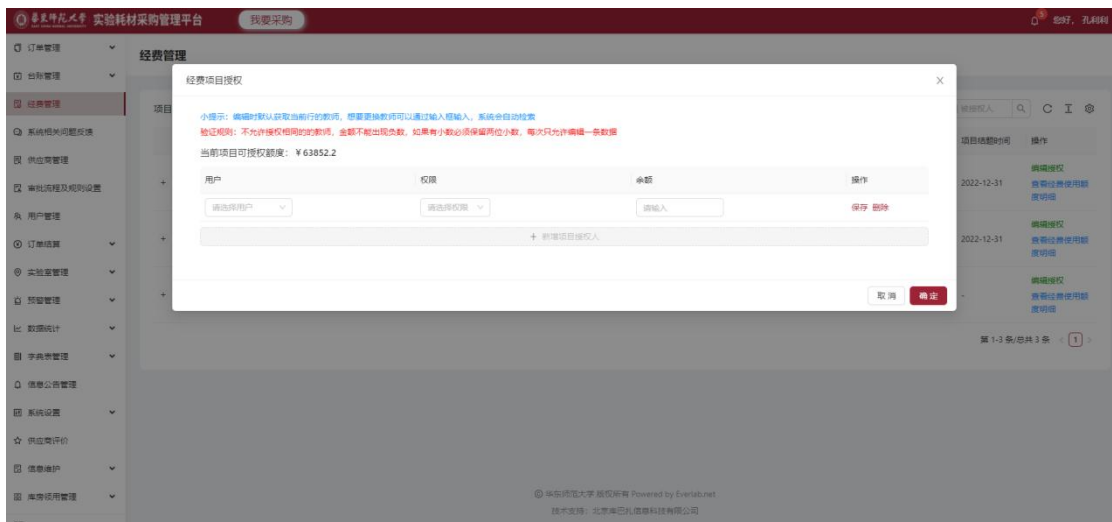 華東師範大學 实验耗材采购管理平台
我要采购
您好, 孔利利
订单管理
台账管理
经费管理
系统相关问题反馈
供应商管理
审批流程及规则设置
用户管理
订单结算
实验室管理
预警管理
数据统计
字典表管理
信息公告管理
系统设置
供应商评价
信息维护
库房领用管理
经费管理
项目
被授权人
经费项目授权
小提示：编辑时默认获取当前行的教师，想要更换教师可以通过输入框输入，系统会自动检索
验证规则：不允许授权相同的的教师，金额不能出现负数，如果有小数必须保留两位小数，每次只允许编辑一条数据
当前项目可授权额度：￥63852.2
用户 权限 余额 操作
请选择用户 请选择权限 请输入 保存 删除
+ 新增项目授权人
取 消 确 定
项目结题时间 操作
2022-12-31
编辑授权
查看经费使用额
度明细
2022-12-31
编辑授权
查看经费使用额
度明细
-
编辑授权
查看经费使用额
度明细
第 1-3 条/总共 3 条 < 1 >
© 华东师范大学 版权所有 Powered by Everlab.net
技术支持：北京库巴扎信息科技有限公司